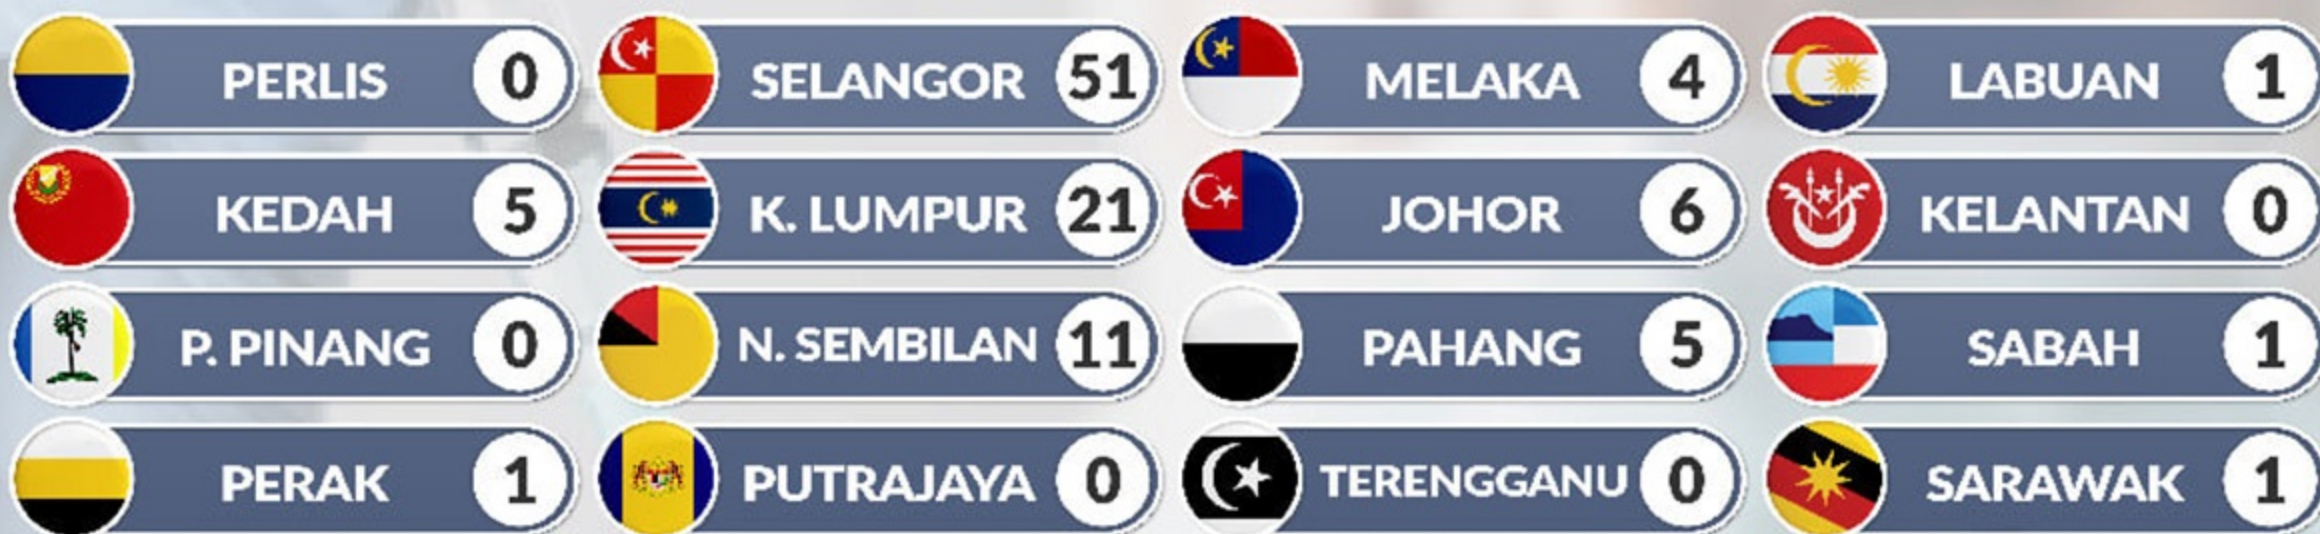 PERLIS 0
SELANGOR 51
MELAKA 4
LABUAN 1
KEDAH 5
K. LUMPUR 21
JOHOR 6
KELANTAN 0
P. PINANG 0
N. SEMBILAN 11
PAHANG 5
SABAH 1
PERAK 1
PUTRAJAYA 0
TERENGGANU 0
SARAWAK 1